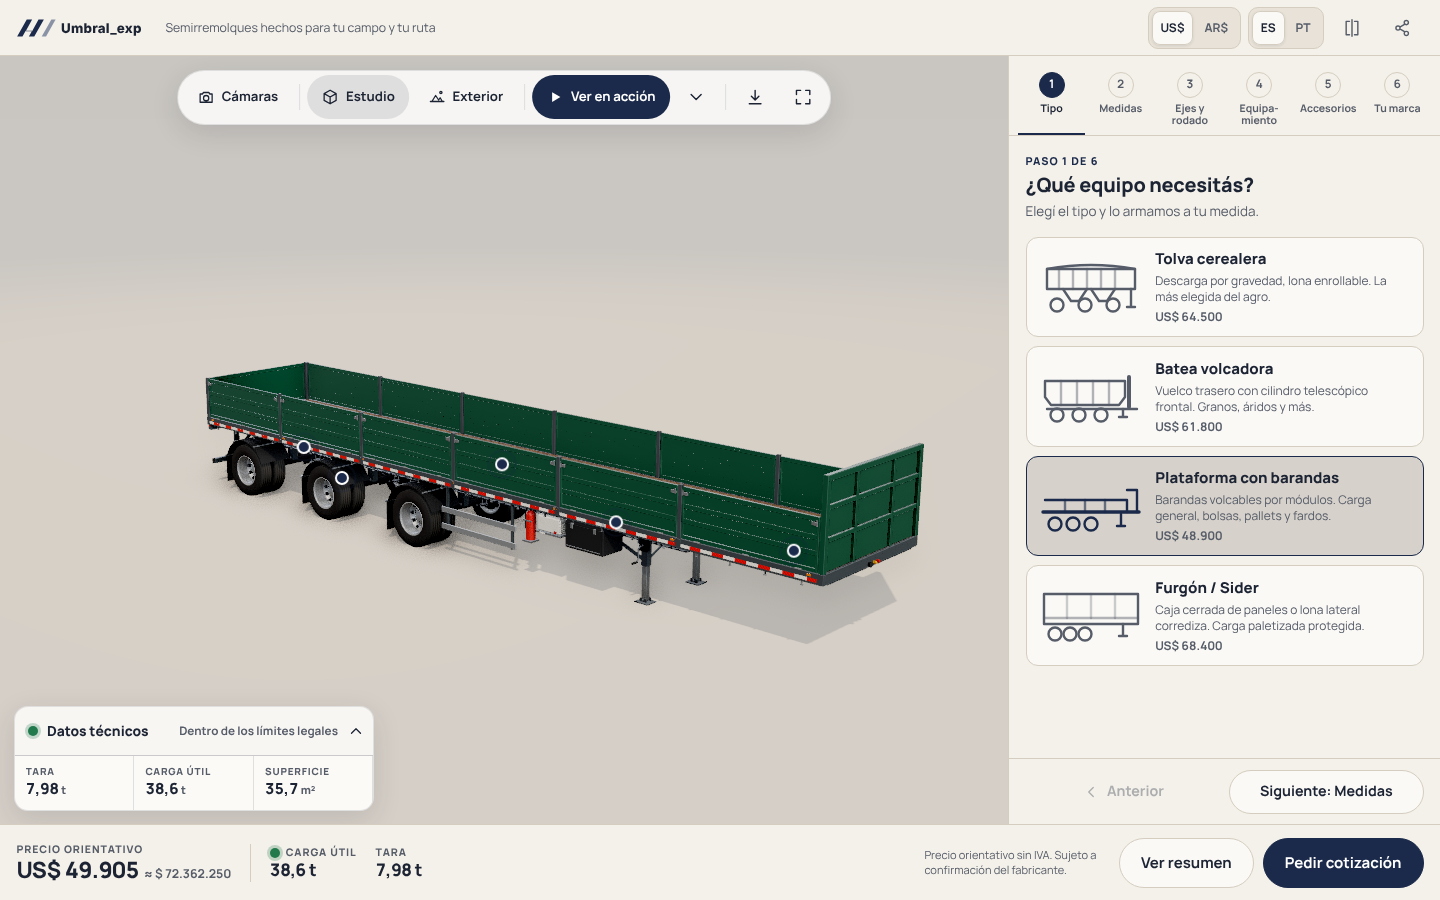 Umbral_exp
Semirremolques hechos para tu campo y tu ruta
US$ AR$
ES PT
Cámaras
Estudio
Exterior
Ver en acción
1
Tipo
2
Medidas
3
Ejes y
rodado
4
Equipa-
miento
5
Accesorios
6
Tu marca
PASO 1 DE 6
¿Qué equipo necesitás?
Elegí el tipo y lo armamos a tu medida.
Tolva cerealera
Descarga por gravedad, lona enrollable. La
más elegida del agro.
US$ 64.500
Batea volcadora
Vuelco trasero con cilindro telescópico
frontal. Granos, áridos y más.
US$ 61.800
Plataforma con barandas
Barandas volcables por módulos. Carga
general, bolsas, pallets y fardos.
US$ 48.900
Furgón / Sider
Caja cerrada de paneles o lona lateral
corrediza. Carga paletizada protegida.
US$ 68.400
Anterior
Siguiente: Medidas
Datos técnicos
Dentro de los límites legales
TARA
7,98 t
CARGA ÚTIL
38,6 t
SUPERFICIE
35,7 m²
PRECIO ORIENTATIVO
US$ 49.905 ≈ $ 72.362.250
CARGA ÚTIL
38,6 t
TARA
7,98 t
Precio orientativo sin IVA. Sujeto a
confirmación del fabricante.
Ver resumen
Pedir cotización